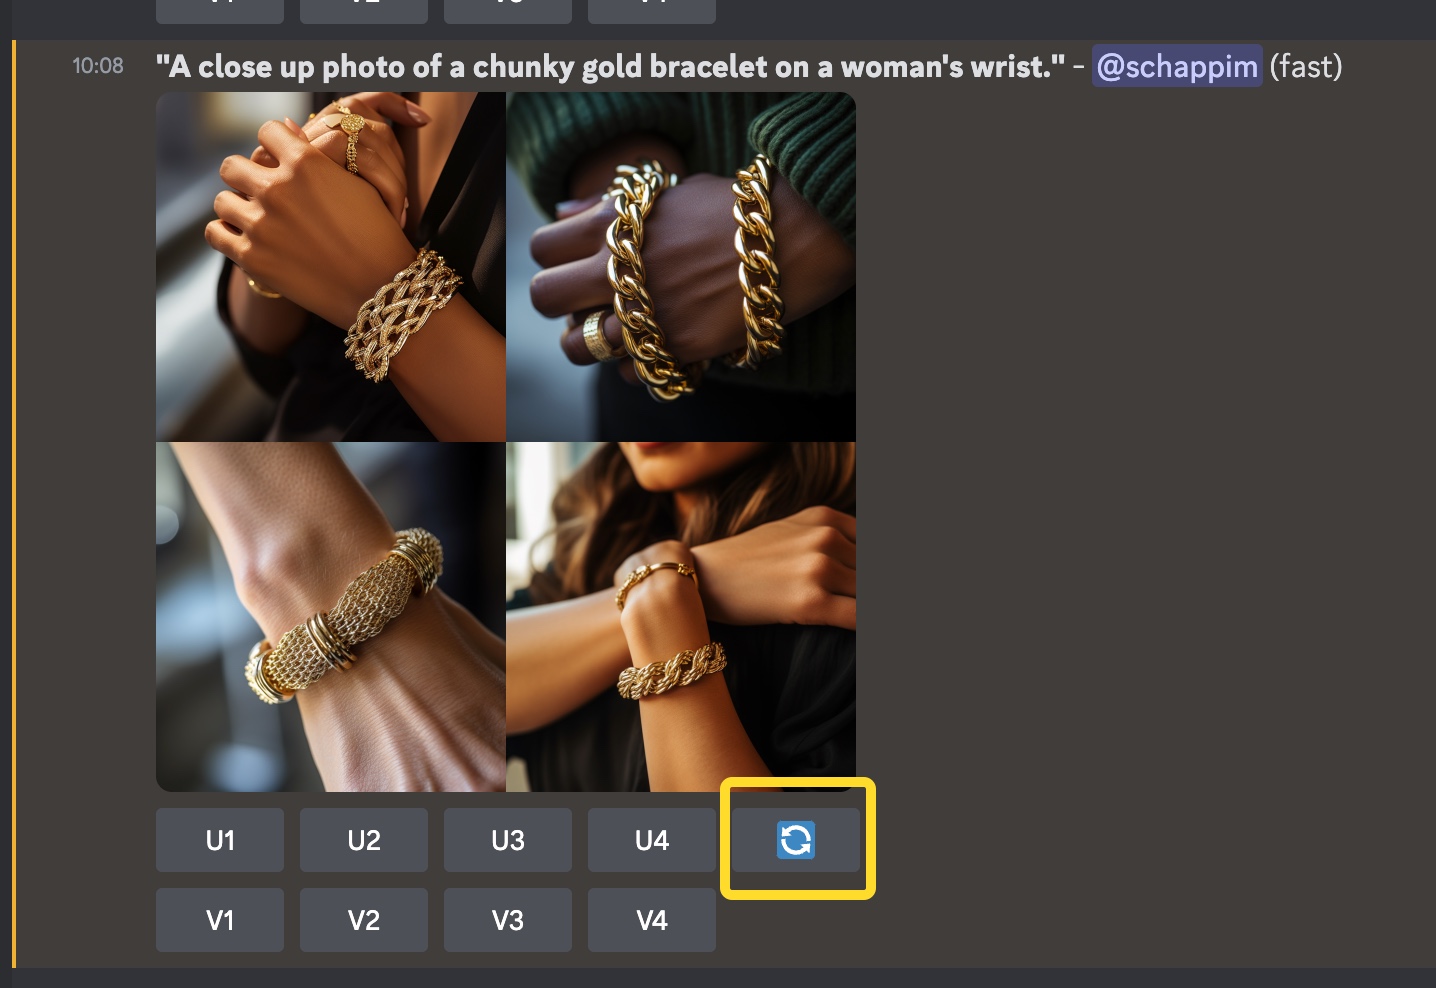 10:08 "A close up photo of a chunky gold bracelet on a woman's wrist." - @schappim (fast)
U1 U2 U3 U4
V1 V2 V3 V4